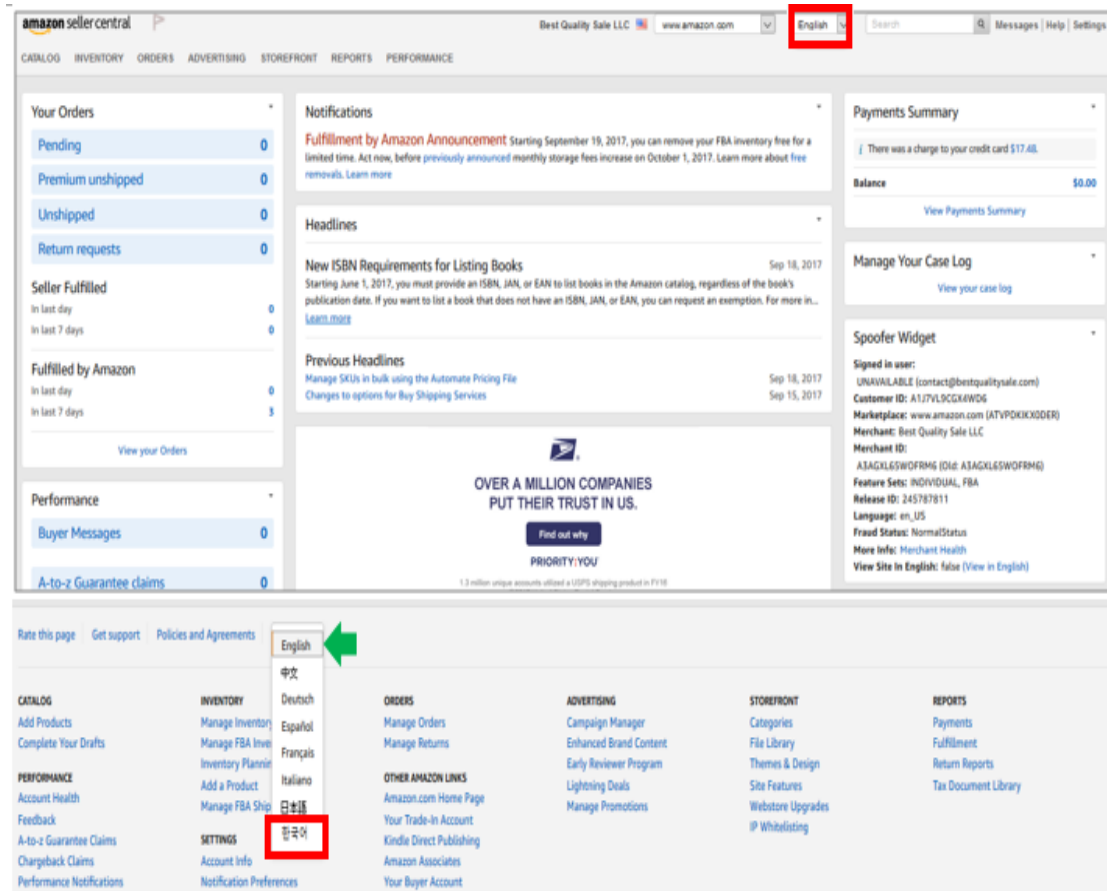 amazon seller central
Best Quality Sale LLC
www.amazon.com
English
Search
Messages | Help | Settings
CATALOG INVENTORY ORDERS ADVERTISING STOREFRONT REPORTS PERFORMANCE
Your Orders
Pending 0
Premium unshipped 0
Unshipped 0
Return requests 0
Seller Fulfilled
In last day 0
In last 7 days 0
Fulfilled by Amazon
In last day 0
In last 7 days 3
View your Orders
Performance
Buyer Messages 0
A-to-z Guarantee claims 0
Notifications
Fulfillment by Amazon Announcement Starting September 19, 2017, you can remove your FBA inventory free for a
limited time. Act now, before previously announced monthly storage fees increase on October 1, 2017. Learn more about free
removals. Learn more
Headlines
New ISBN Requirements for Listing Books Sep 18, 2017
Starting June 1, 2017, you must provide an ISBN, JAN, or EAN to list books in the Amazon catalog, regardless of the book's
publication date. If you want to list a book that does not have an ISBN, JAN, or EAN, you can request an exemption. For more in...
Learn more
Previous Headlines
Manage SKUs in bulk using the Automate Pricing File Sep 18, 2017
Changes to options for Buy Shipping Services Sep 15, 2017
OVER A MILLION COMPANIES
PUT THEIR TRUST IN US.
Find out why
PRIORITY:YOU
1.3 million unique accounts utilized a USPS shipping product in FY16
Payments Summary
i There was a charge to your credit card $17.48.
Balance $0.00
View Payments Summary
Manage Your Case Log
View your case log
Spoofer Widget
Signed in user:
UNAVAILABLE (contact@bestqualitysale.com)
Customer ID: A1J7VL9CGX4WD6
Marketplace: www.amazon.com (ATVPDKIKX0DER)
Merchant: Best Quality Sale LLC
Merchant ID:
A3AGXL6SWOFRM6 (Old: A3AGXL6SWOFRM6)
Feature Sets: INDIVIDUAL, FBA
Release ID: 245787811
Language: en_US
Fraud Status: NormalStatus
More Info: Merchant Health
View Site In English: false (View in English)
Rate this page Get support Policies and Agreements
English
中文
Deutsch
Español
Français
Italiano
日本語
한국어
CATALOG
Add Products
Complete Your Drafts
PERFORMANCE
Account Health
Feedback
A-to-z Guarantee Claims
Chargeback Claims
Performance Notifications
INVENTORY
Manage Inventory
Manage FBA Inve
Inventory Plannin
Add a Product
Manage FBA Ship
SETTINGS
Account Info
Notification Preferences
ORDERS
Manage Orders
Manage Returns
OTHER AMAZON LINKS
Amazon.com Home Page
Your Trade-In Account
Kindle Direct Publishing
Amazon Associates
Your Buyer Account
ADVERTISING
Campaign Manager
Enhanced Brand Content
Early Reviewer Program
Lightning Deals
Manage Promotions
STOREFRONT
Categories
File Library
Themes & Design
Site Features
Webstore Upgrades
IP Whitelisting
REPORTS
Payments
Fulfillment
Return Reports
Tax Document Library